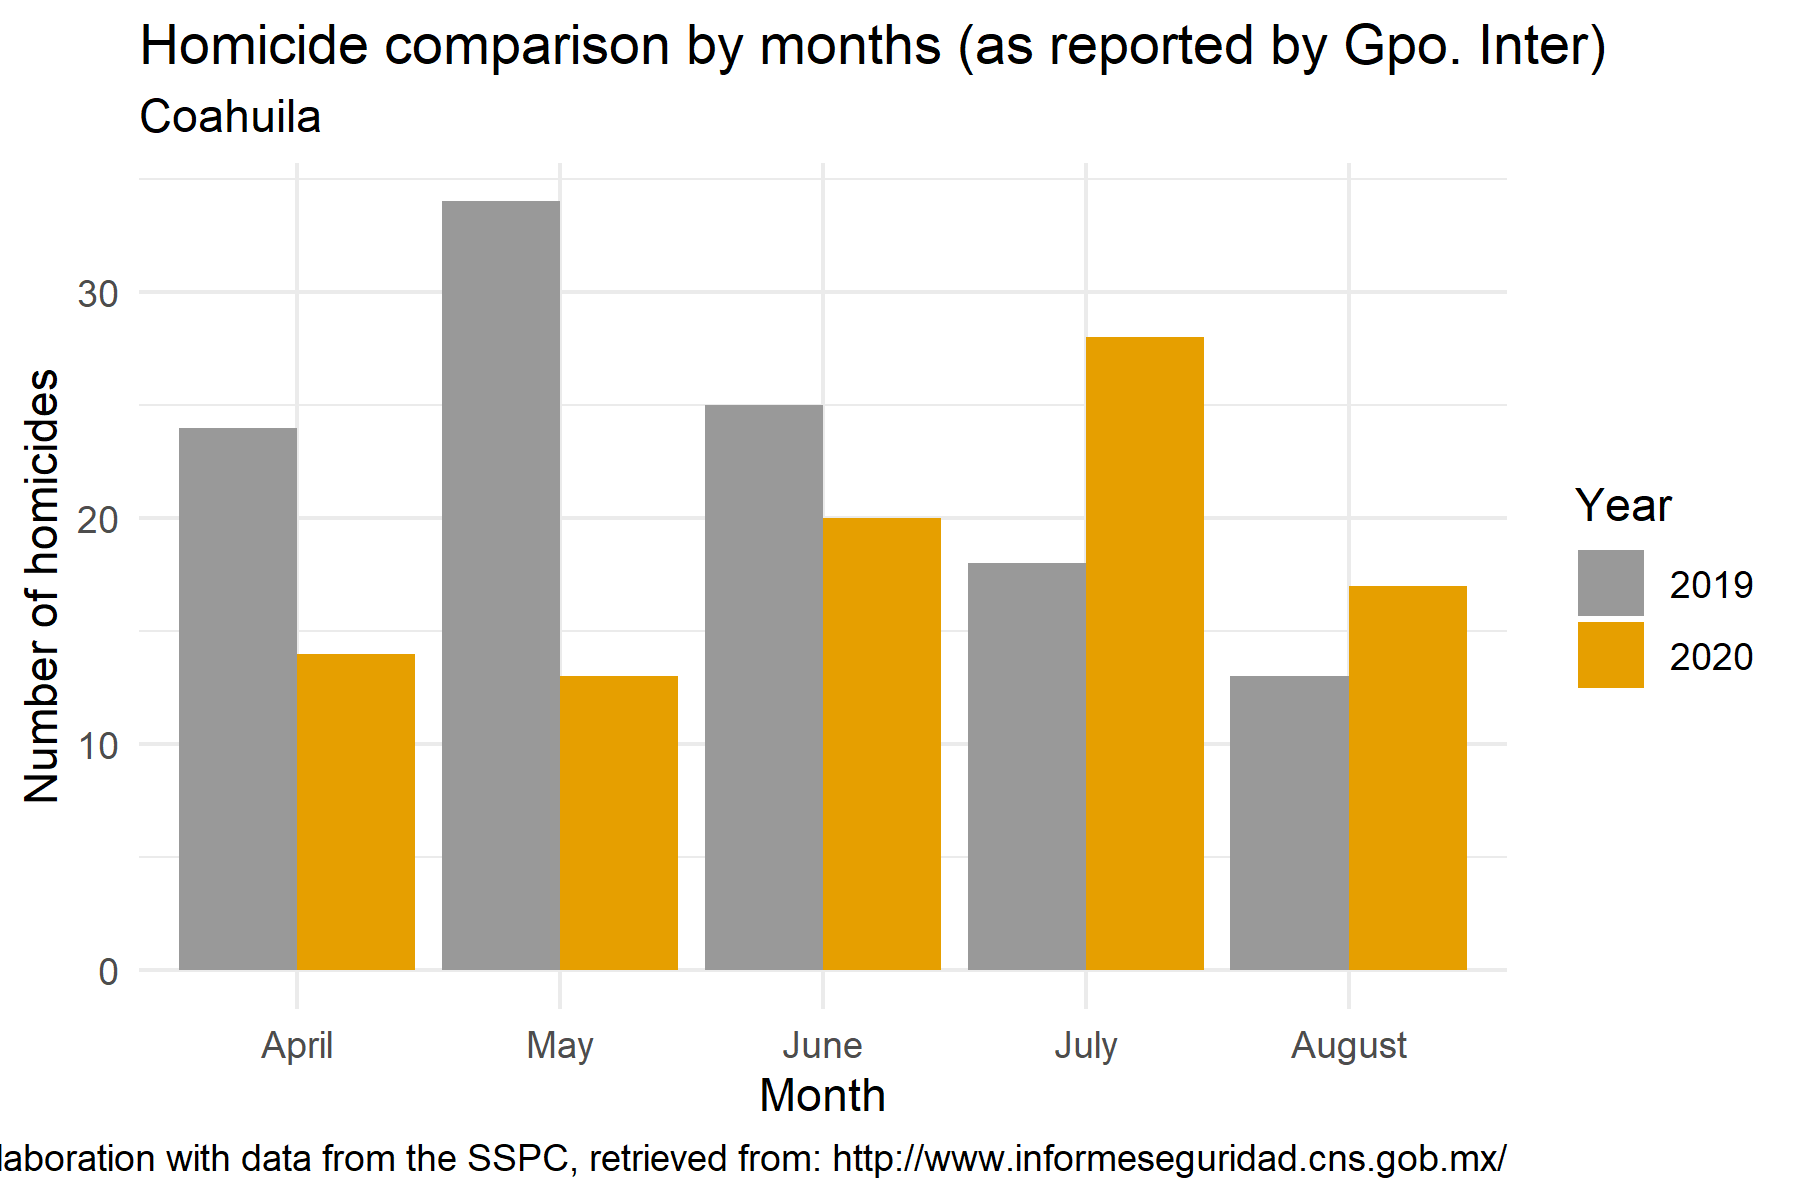 Homicide comparison by months (as reported by Gpo. Inter)
Coahuila
Number of homicides
30
20
10
0
April May June July August
Month
Year
2019
2020
with data from the SSPC, retrieved from: http://www.informeseguridad.cns.gob.mx/